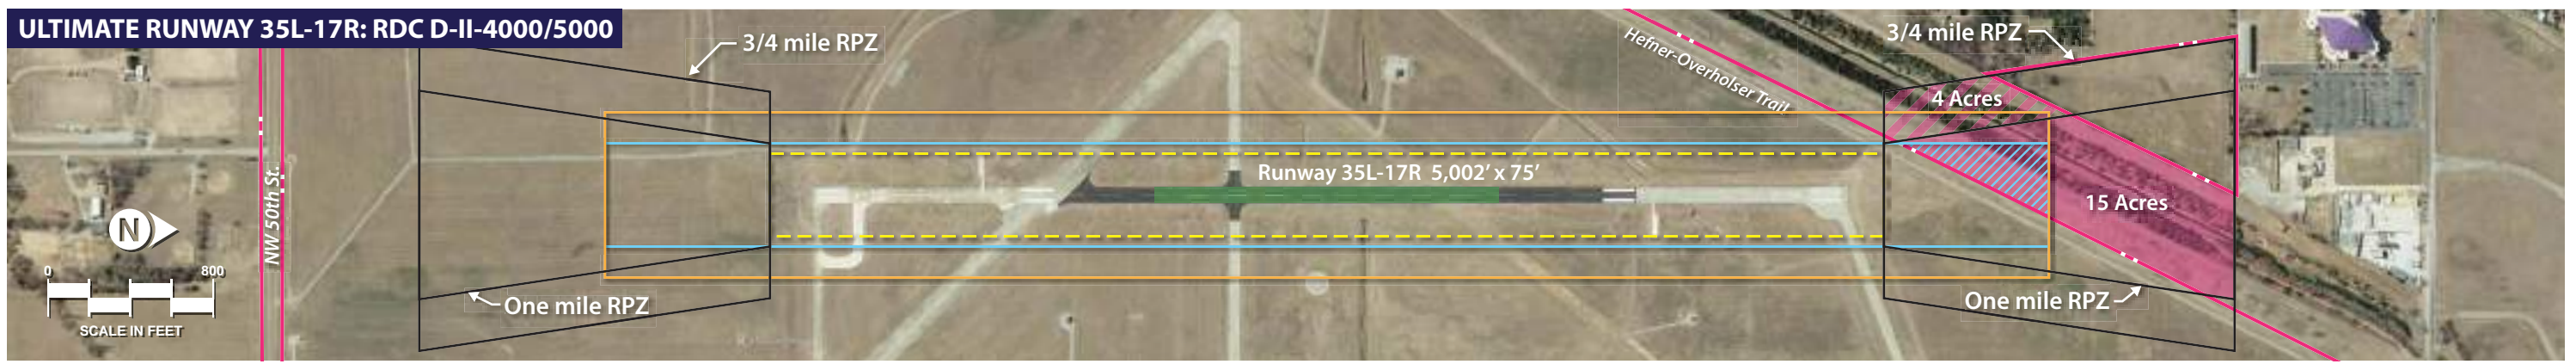 ULTIMATE RUNWAY 35L-17R: RDC D-II-4000/5000
3/4 mile RPZ
3/4 mile RPZ
Hefner-Overholser Trail
4 Acres
Runway 35L-17R 5,002’ x 75’
NW 50th St.
15 Acres
N
0 800
SCALE IN FEET
One mile RPZ
One mile RPZ